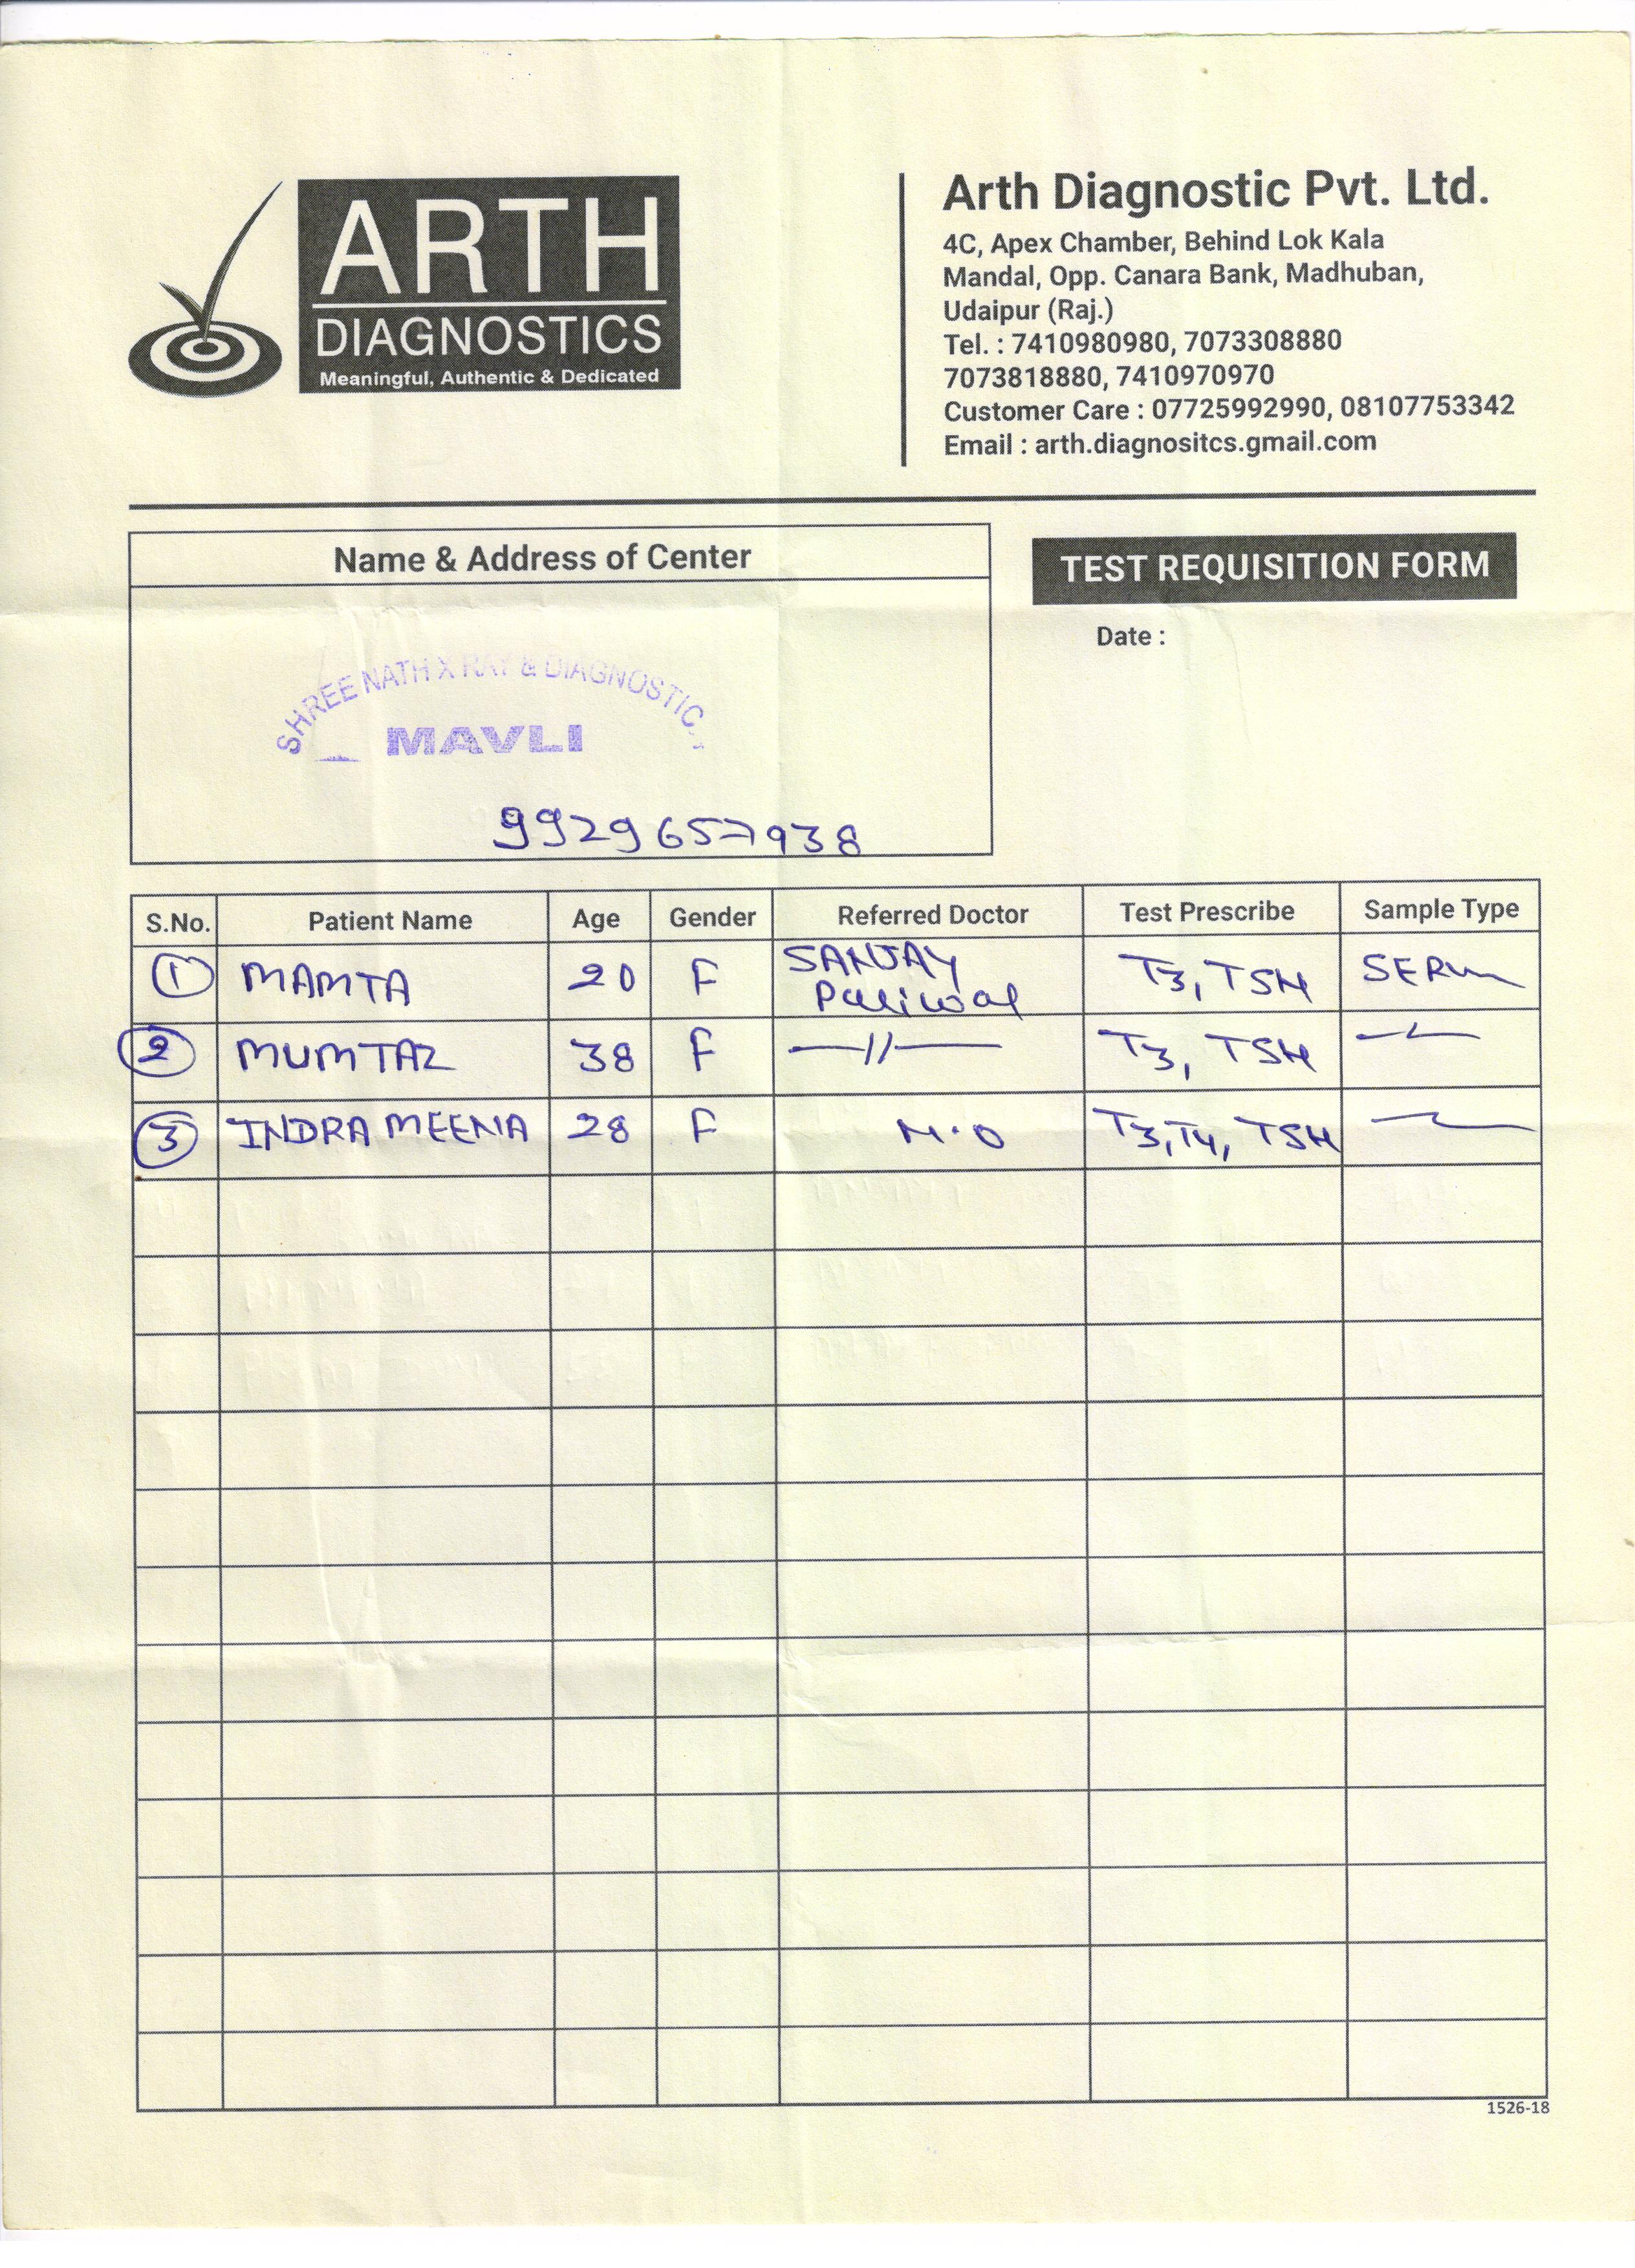 ARTH
DIAGNOSTICS
Meaningful, Authentic & Dedicated
Arth Diagnostic Pvt. Ltd.
4C, Apex Chamber, Behind Lok Kala
Mandal, Opp. Canara Bank, Madhuban,
Udaipur (Raj.)
Tel. : 7410980980, 7073308880
7073818880, 7410970970
Customer Care : 07725992990, 08107753342
Email : arth.diagnositcs.gmail.com
Name & Address of Center
TEST REQUISITION FORM
Date :
SHREE NATH X RAY & DIAGNOSTIC
MAVLI
9929657938
S.No. Patient Name Age Gender Referred Doctor Test Prescribe Sample Type
1 MAMTA 20 F SANJAY Paliwal T3, TSH SERUM
2 MUMTAZ 38 F —//— T3, TSH
3 INDRA MEENA 28 F M.O T3, T4, TSH
1526-18